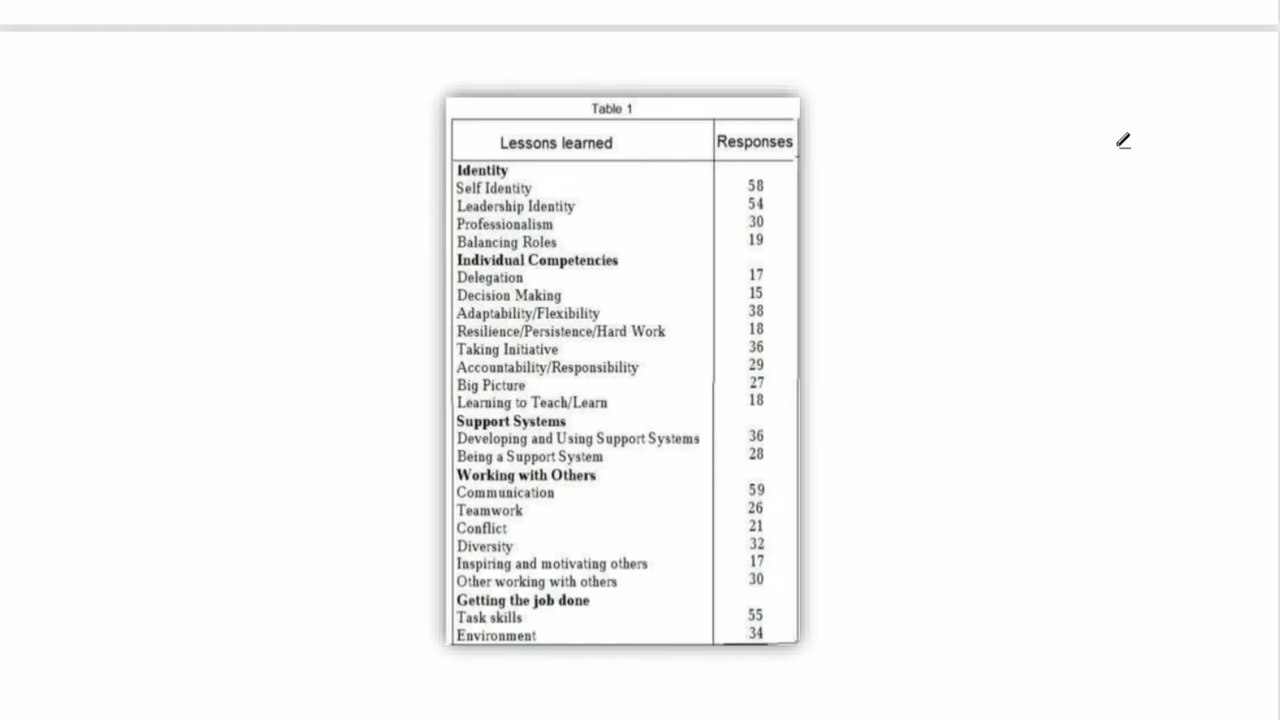 Table 1
Lessons learned Responses
Identity
Self Identity 58
Leadership Identity 54
Professionalism 30
Balancing Roles 19
Individual Competencies
Delegation 17
Decision Making 15
Adaptability/Flexibility 38
Resilience/Persistence/Hard Work 18
Taking Initiative 36
Accountability/Responsibility 29
Big Picture 27
Learning to Teach/Learn 18
Support Systems
Developing and Using Support Systems 36
Being a Support System 28
Working with Others
Communication 59
Teamwork 26
Conflict 21
Diversity 32
Inspiring and motivating others 17
Other working with others 30
Getting the job done
Task skills 55
Environment 34